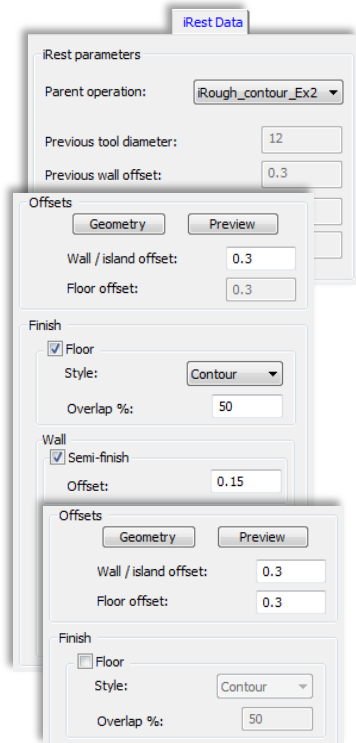 iRest Data
iRest parameters
Parent operation: iRough_contour_Ex2
Previous tool diameter: 12
Previous wall offset: 0.3
Offsets
Geometry Preview
Wall / island offset: 0.3
Floor offset: 0.3
Finish
Floor
Style: Contour
Overlap %: 50
Wall
Semi-finish
Offset: 0.15
Offsets
Geometry Preview
Wall / island offset: 0.3
Floor offset: 0.3
Finish
Floor
Style: Contour
Overlap %: 50